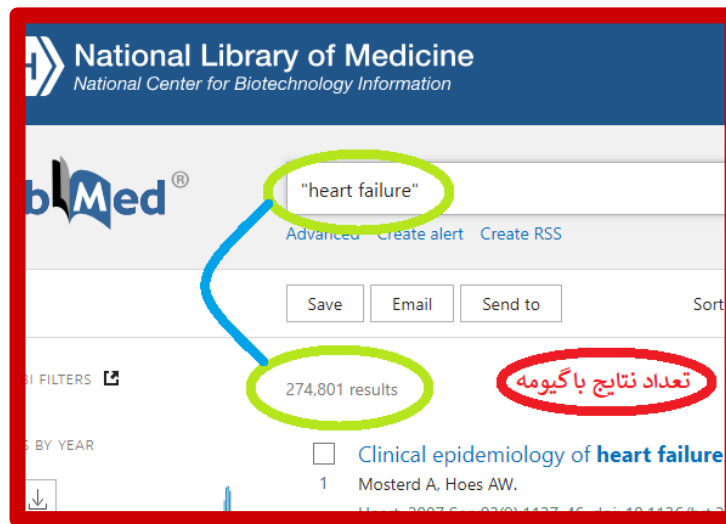 National Library of Medicine
National Center for Biotechnology Information
bMed®
"heart failure"
Advanced Create alert Create RSS
Save Email Send to Sort
FILTERS
274,801 results
تعداد نتایج با گیومه
BY YEAR
Clinical epidemiology of heart failure
1 Mosterd A, Hoes AW.